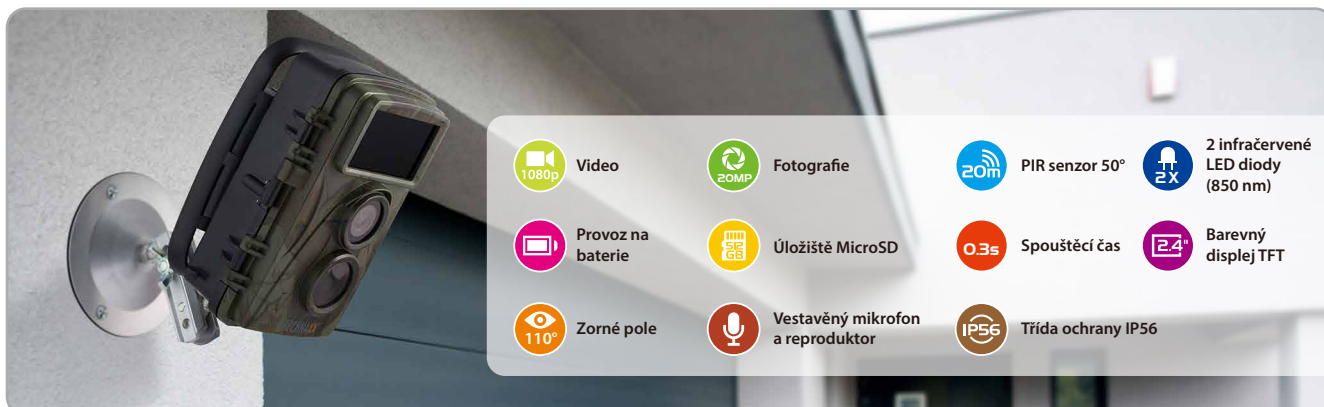 1080p
Video
20MP
Fotografie
20m
PIR senzor 50°
2X
2 infračervené
LED diody
(850 nm)
Provoz na
baterie
512
GB
Úložiště MicroSD
0.3s
Spouštěcí čas
2.4"
Barevný
displej TFT
110°
Zorné pole
Vestavěný mikrofon
a reproduktor
IP56
Třída ochrany IP56